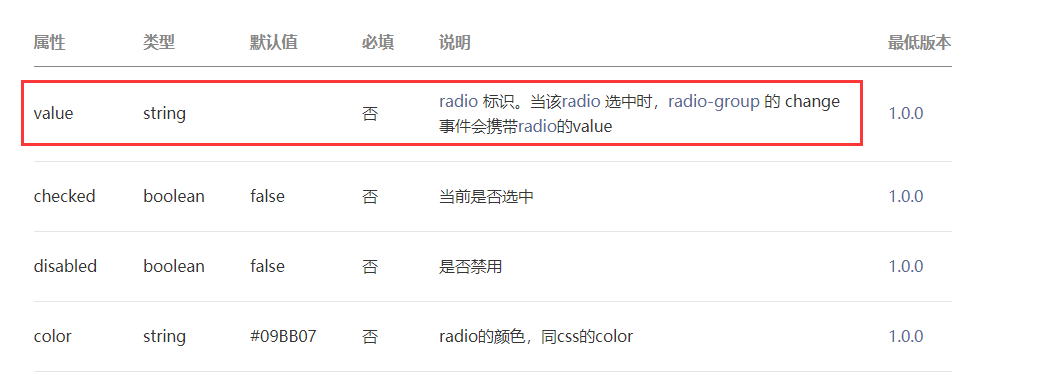 属性 类型 默认值 必填 说明 最低版本
value string 否 radio 标识。当该radio 选中时，radio-group 的 change 1.0.0
事件会携带radio的value
checked boolean false 否 当前是否选中 1.0.0
disabled boolean false 否 是否禁用 1.0.0
color string #09BB07 否 radio的颜色，同css的color 1.0.0